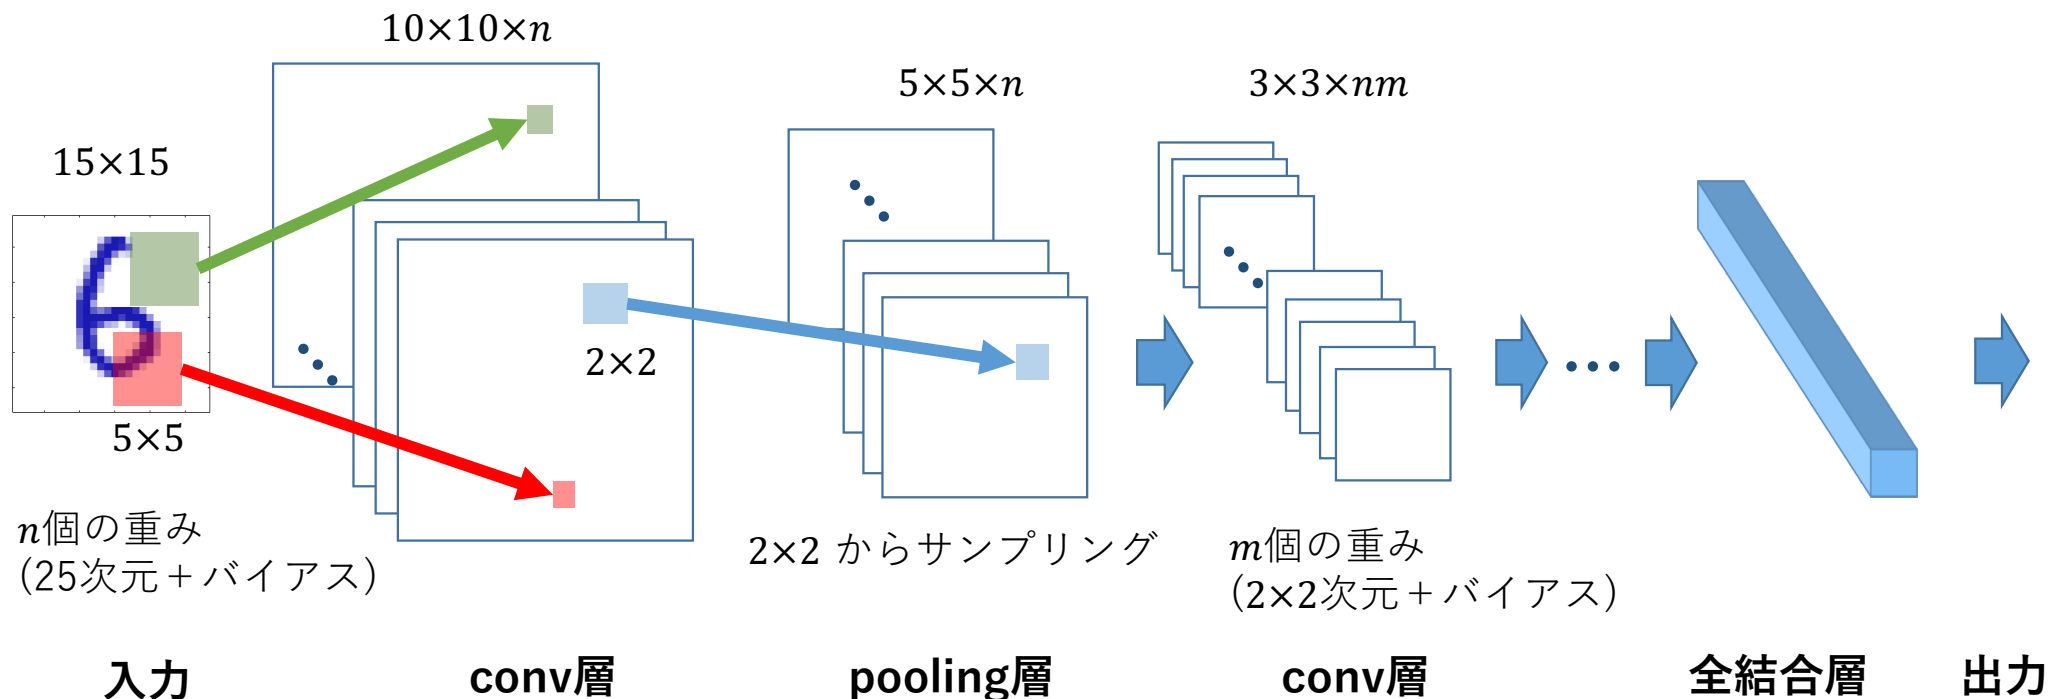 10×10×n
5×5×n
3×3×nm
15×15
2×2
5×5
n個の重み
(25次元+バイアス)
2×2 からサンプリング
m個の重み
(2×2次元+バイアス)
入力
conv層
pooling層
conv層
全結合層
出力